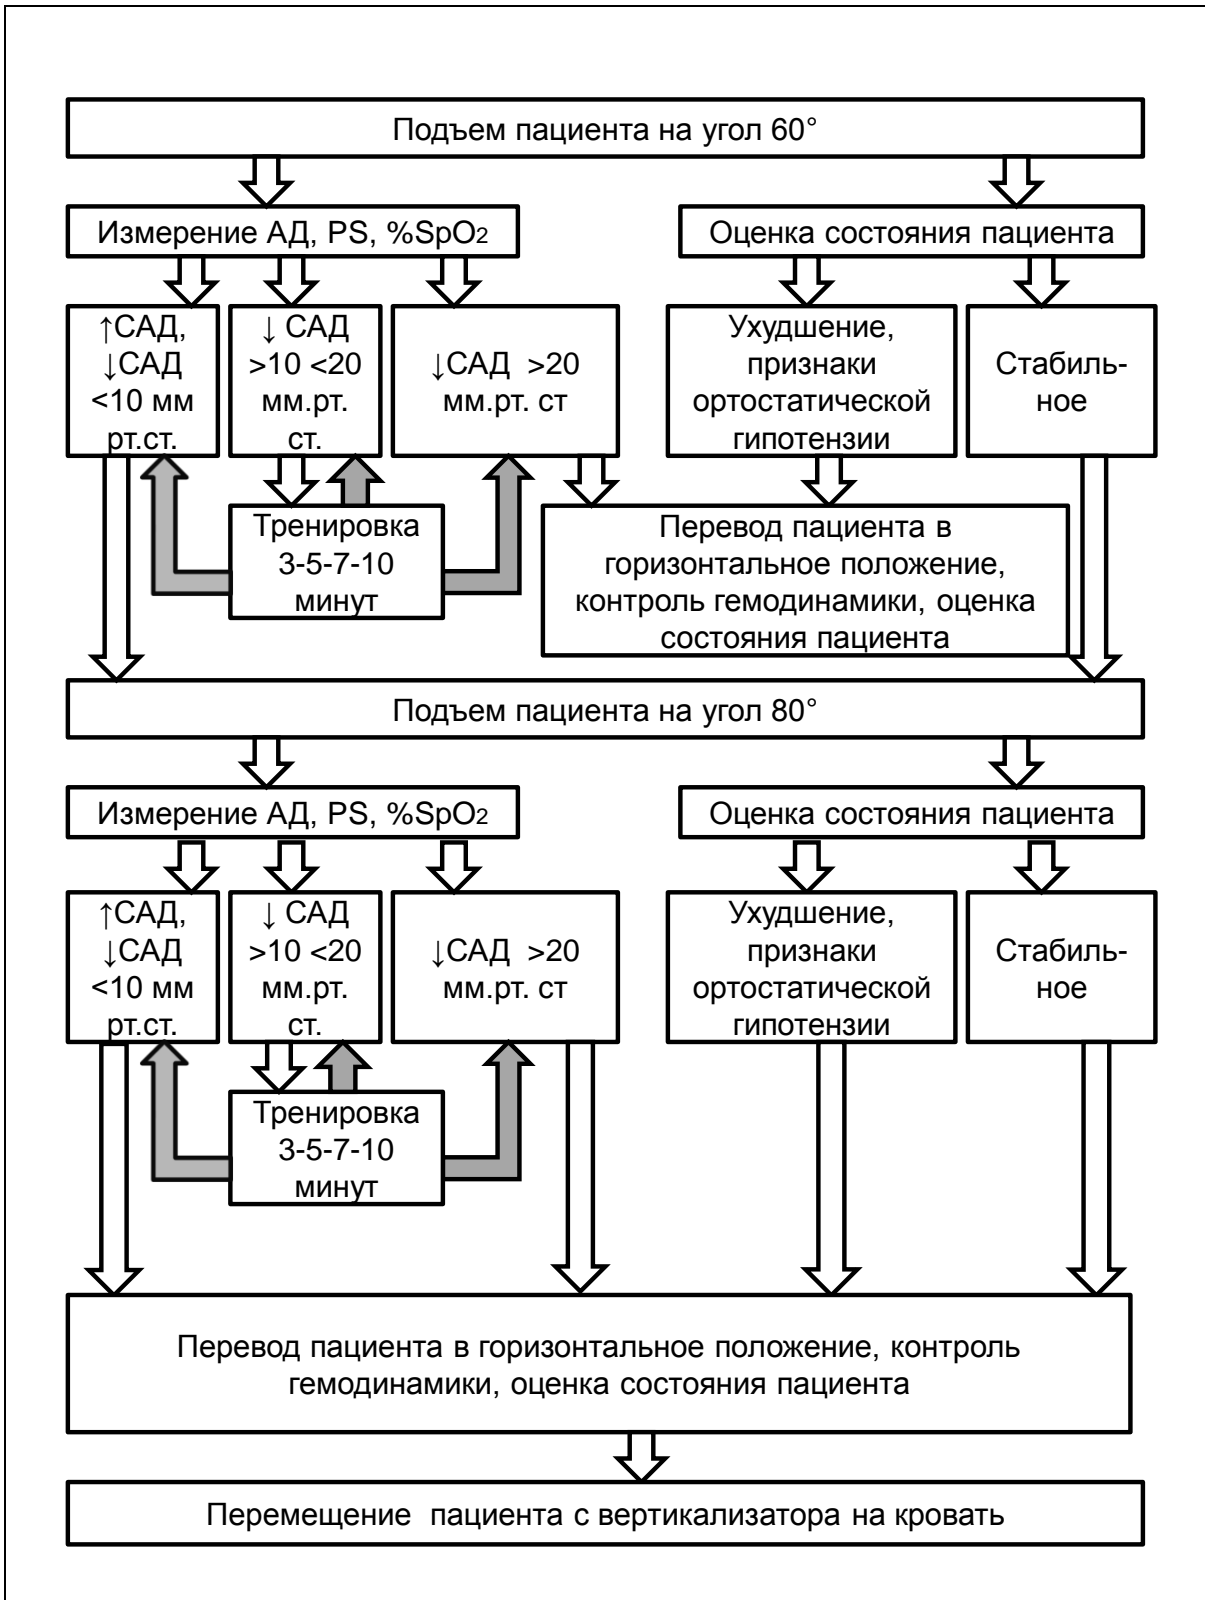 Подъем пациента на угол 60°
Измерение АД, PS, %SpO2
Оценка состояния пациента
↑САД,
↓САД
<10 мм
рт.ст.
↓ САД
>10 <20
мм.рт.
ст.
↓САД >20
мм.рт. ст
Ухудшение,
признаки
ортостатической
гипотензии
Стабиль-
ное
Тренировка
3-5-7-10
минут
Перевод пациента в
горизонтальное положение,
контроль гемодинамики, оценка
состояния пациента
Подъем пациента на угол 80°
Измерение АД, PS, %SpO2
Оценка состояния пациента
↑САД,
↓САД
<10 мм
рт.ст.
↓ САД
>10 <20
мм.рт.
ст.
↓САД >20
мм.рт. ст
Ухудшение,
признаки
ортостатической
гипотензии
Стабиль-
ное
Тренировка
3-5-7-10
минут
Перевод пациента в горизонтальное положение, контроль
гемодинамики, оценка состояния пациента
Перемещение пациента с вертикализатора на кровать